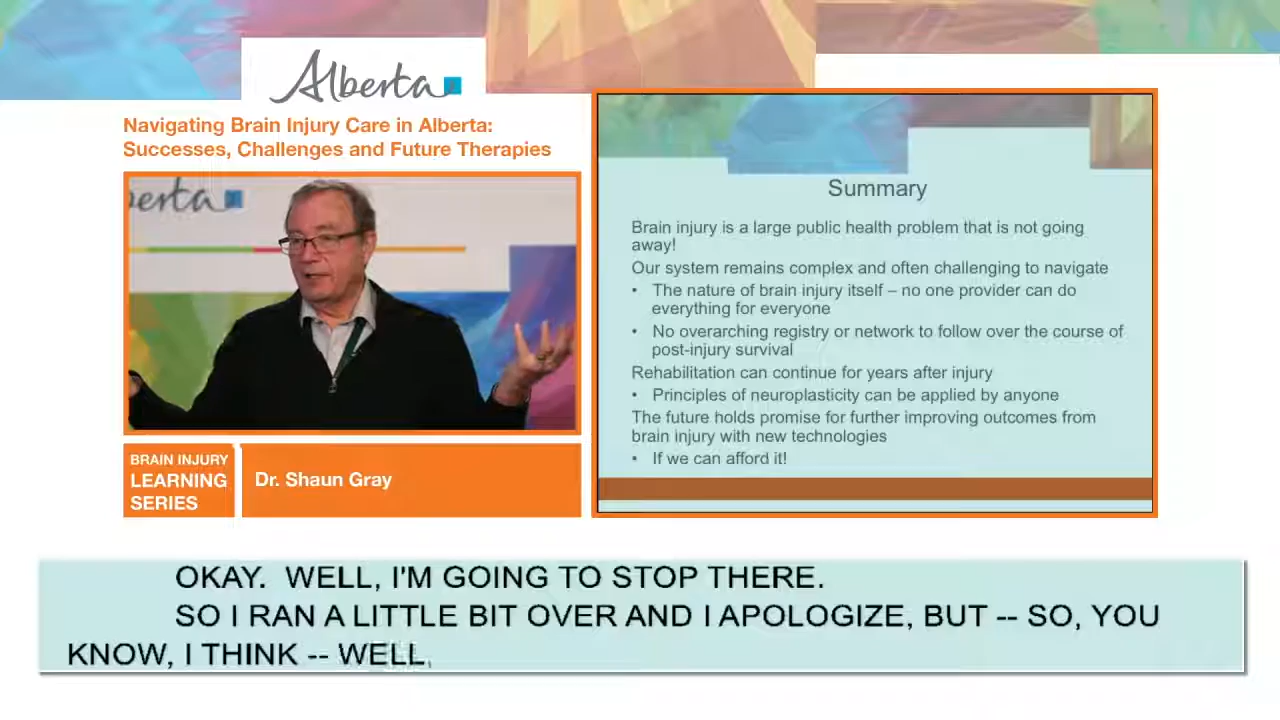 Alberta
Navigating Brain Injury Care in Alberta:
Successes, Challenges and Future Therapies
berta
BRAIN INJURY
LEARNING
SERIES
Dr. Shaun Gray
Summary
Brain injury is a large public health problem that is not going
away!
Our system remains complex and often challenging to navigate
• The nature of brain injury itself – no one provider can do
everything for everyone
• No overarching registry or network to follow over the course of
post-injury survival
Rehabilitation can continue for years after injury
• Principles of neuroplasticity can be applied by anyone
The future holds promise for further improving outcomes from
brain injury with new technologies
• If we can afford it!
OKAY. WELL, I'M GOING TO STOP THERE.
SO I RAN A LITTLE BIT OVER AND I APOLOGIZE, BUT -- SO, YOU
KNOW, I THINK -- WELL,